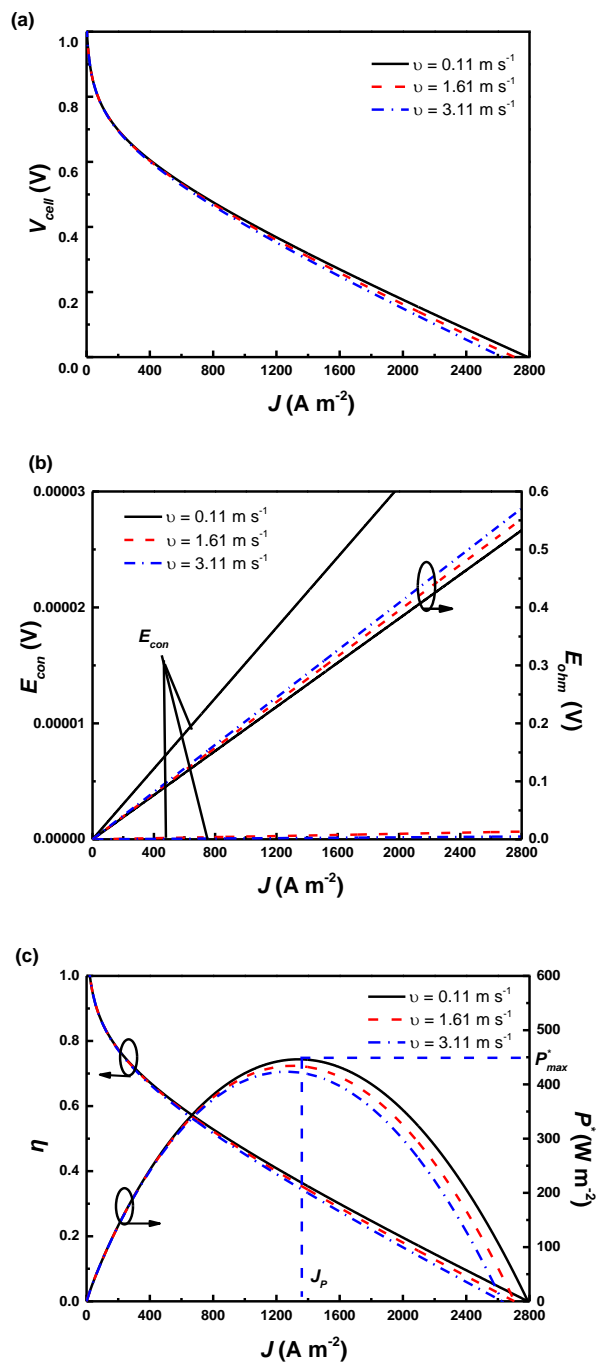 (a)
1.0
0.8
0.6
0.4
0.2
0.0
V_cell (V)
υ = 0.11 m s⁻¹
υ = 1.61 m s⁻¹
υ = 3.11 m s⁻¹
0 400 800 1200 1600 2000 2400 2800
J (A m⁻²)
(b)
0.00003
0.00002
0.00001
0.00000
E_con (V)
υ = 0.11 m s⁻¹
υ = 1.61 m s⁻¹
υ = 3.11 m s⁻¹
E_con
0.6
0.5
0.4
0.3
0.2
0.1
0.0
E_ohm (V)
0 400 800 1200 1600 2000 2400 2800
J (A m⁻²)
(c)
1.0
0.8
0.6
0.4
0.2
0.0
η
υ = 0.11 m s⁻¹
υ = 1.61 m s⁻¹
υ = 3.11 m s⁻¹
P*_max
J_P
600
500
400
300
200
100
0
P* (W m⁻²)
0 400 800 1200 1600 2000 2400 2800
J (A m⁻²)